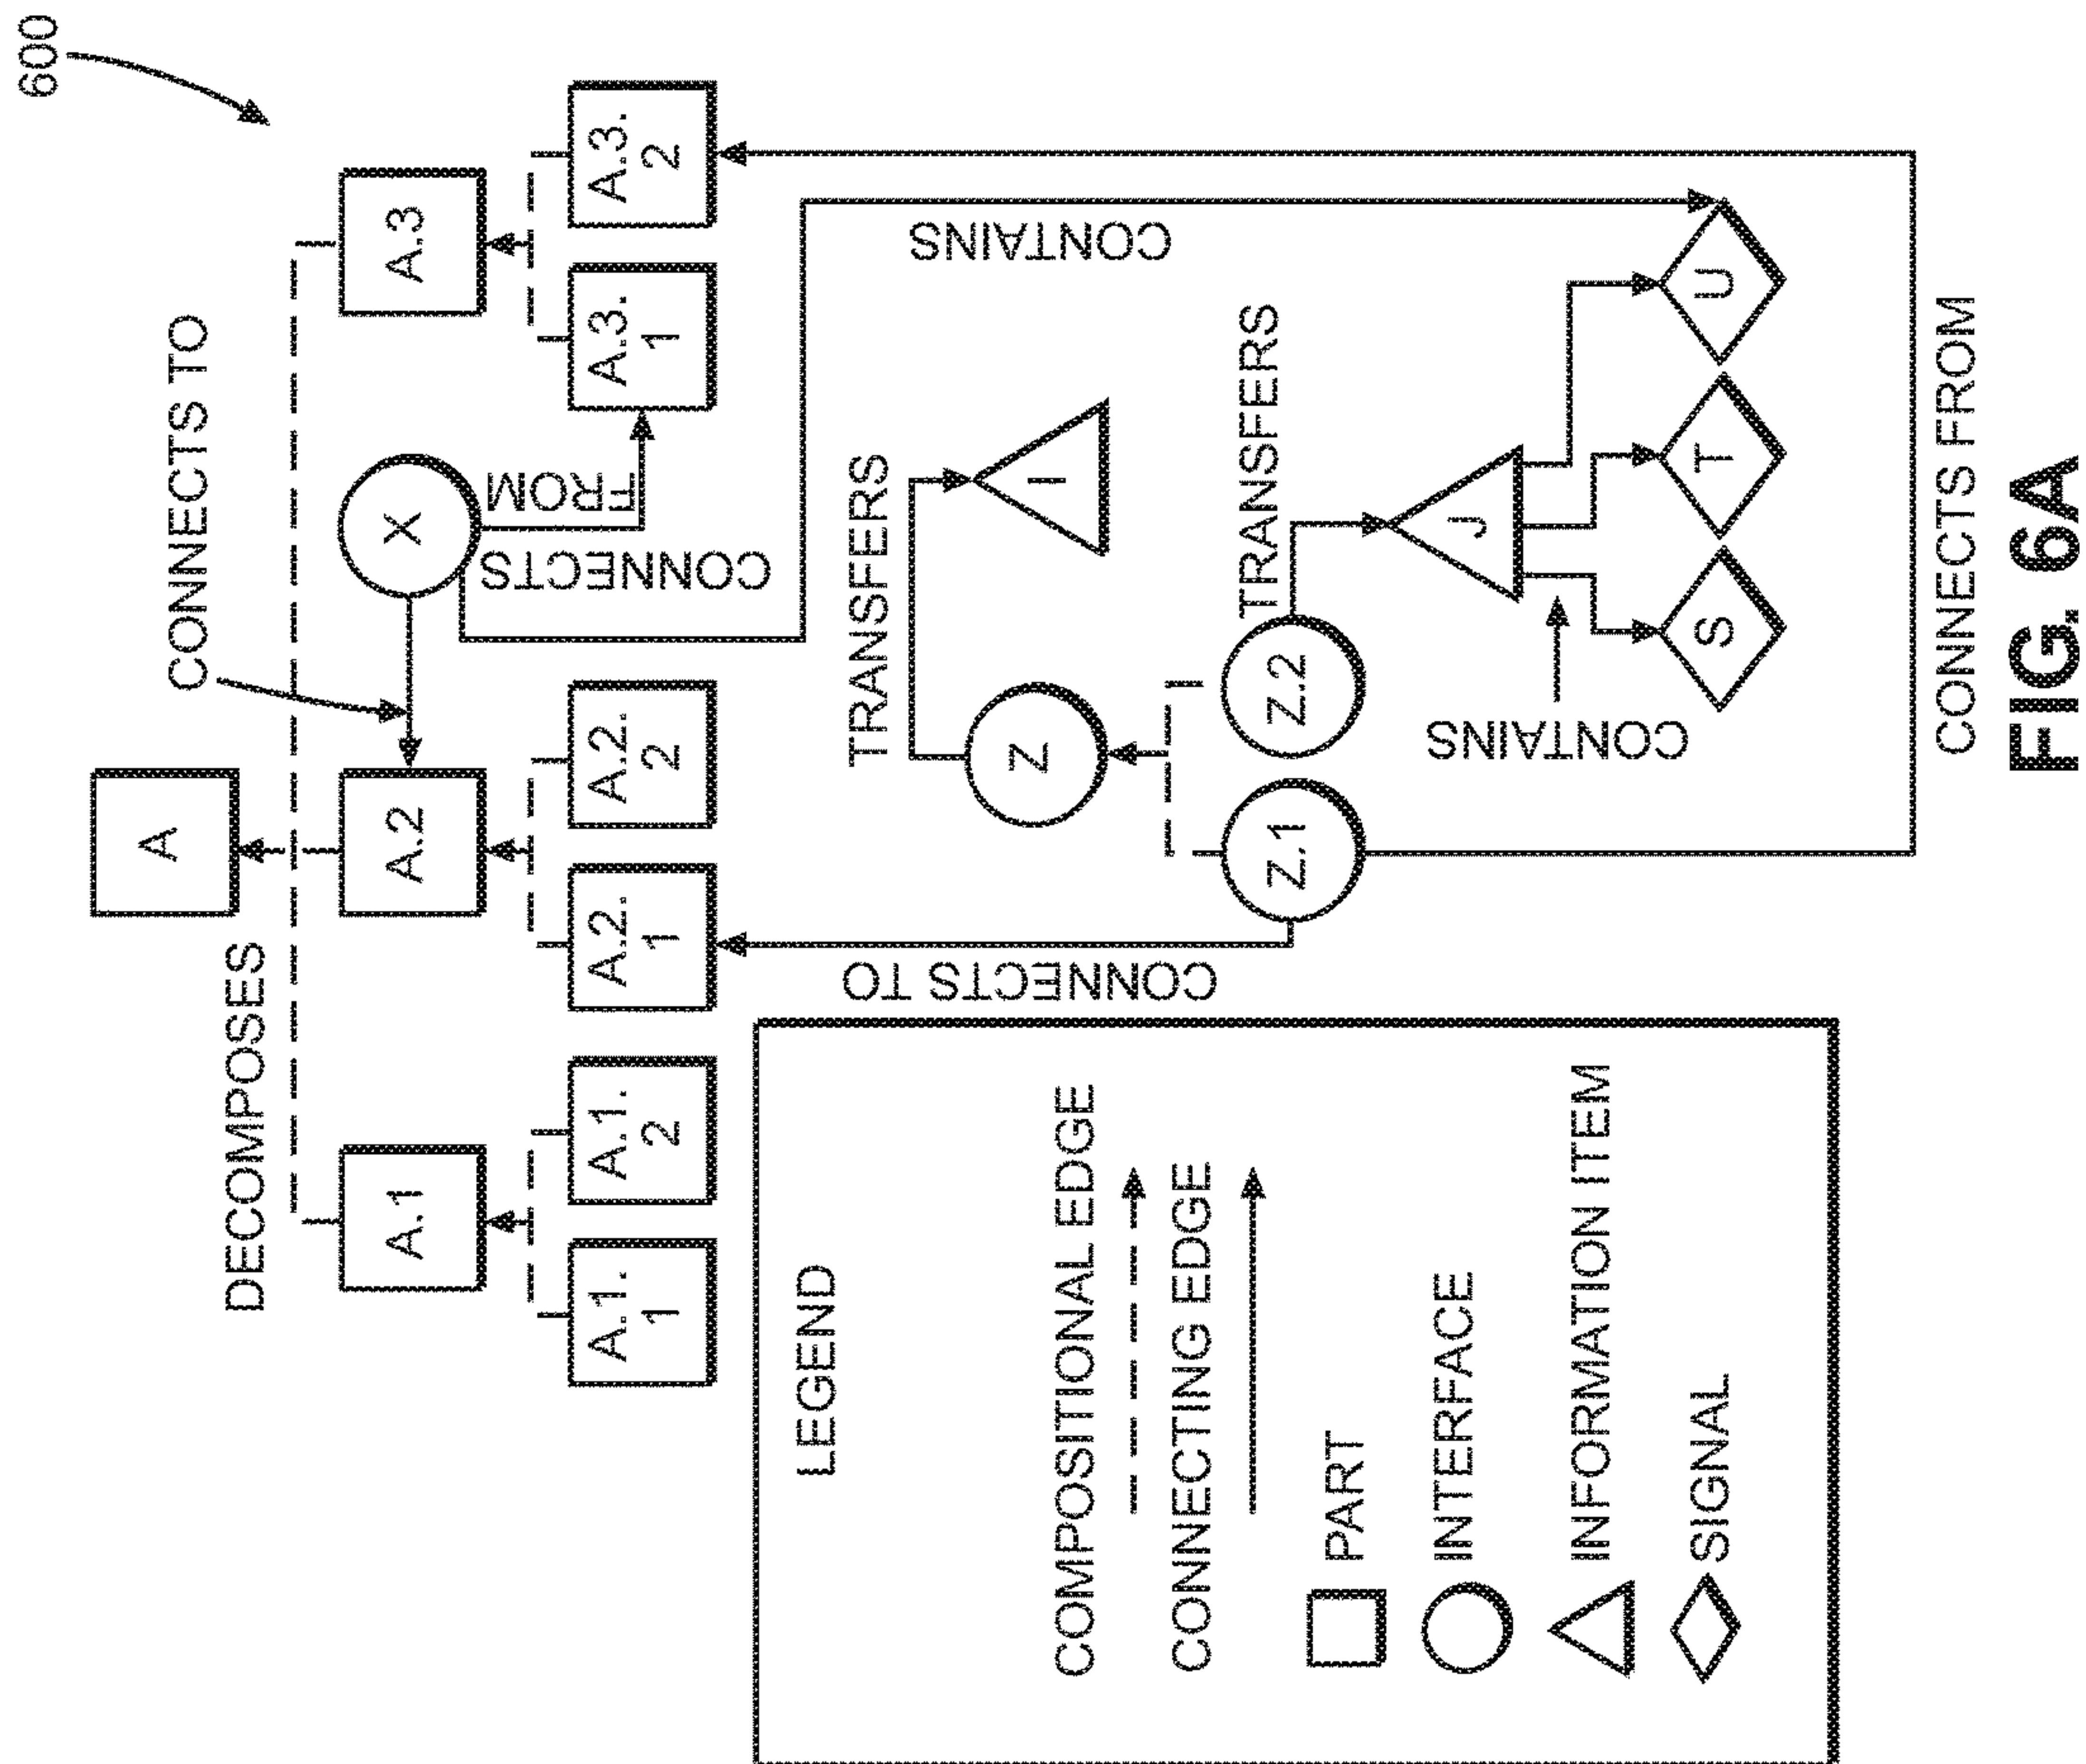 600
CONNECTS TO
DECOMPOSES
A
A.1
A.2
X
A.3
CONNECTS
FROM
A.1.
1
A.1.
2
A.2.
1
A.2.
2
A.3.
1
A.3.
2
CONNECTS TO
TRANSFERS
CONTAINS
Z
I
Z.1
Z.2
TRANSFERS
J
CONTAINS
S
T
U
CONNECTS FROM
LEGEND
COMPOSITIONAL EDGE
CONNECTING EDGE
PART
INTERFACE
INFORMATION ITEM
SIGNAL
FIG. 6A